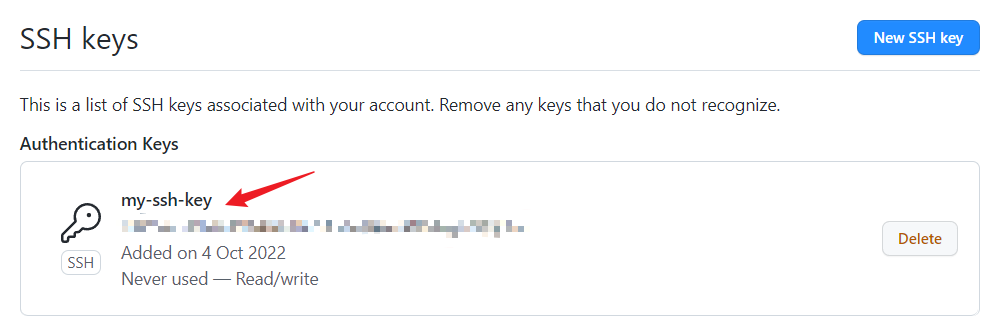 SSH keys
New SSH key
This is a list of SSH keys associated with your account. Remove any keys that you do not recognize.
Authentication Keys
my-ssh-key
SSH
Added on 4 Oct 2022
Never used — Read/write
Delete